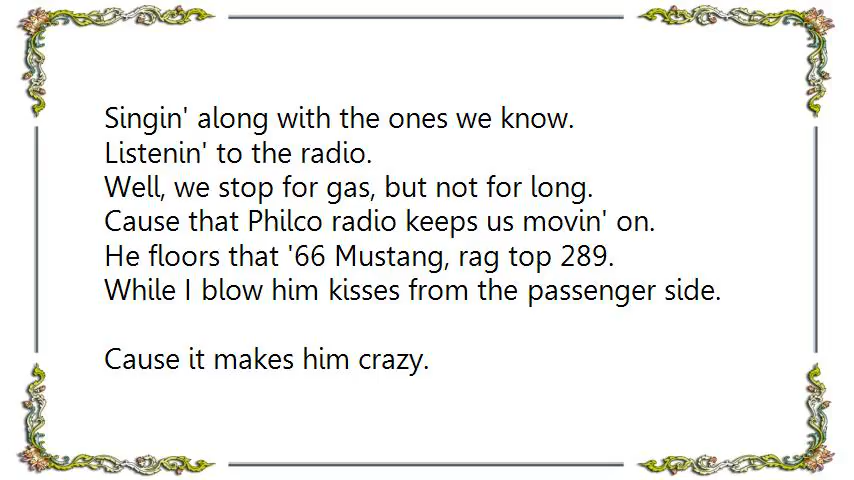 Singin' along with the ones we know.
Listenin' to the radio.
Well, we stop for gas, but not for long.
Cause that Philco radio keeps us movin' on.
He floors that '66 Mustang, rag top 289.
While I blow him kisses from the passenger side.
Cause it makes him crazy.